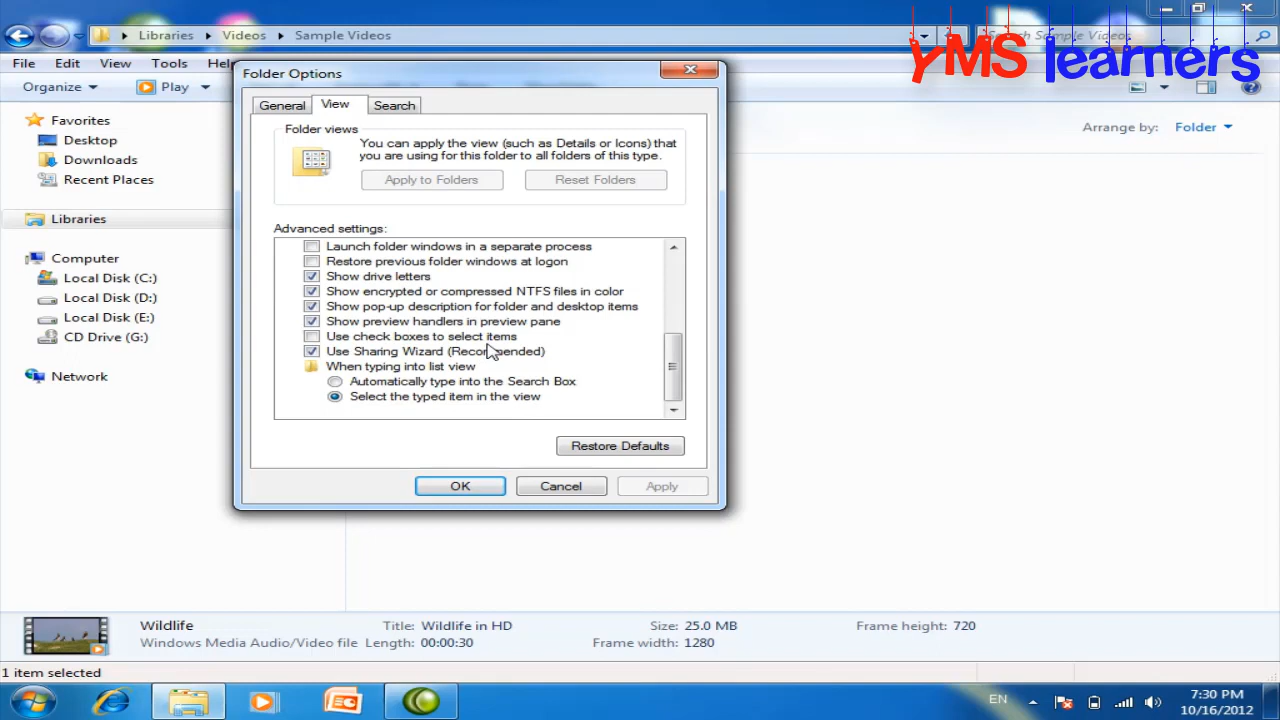 Libraries Videos Sample Videos
Search Sample Videos
YMS learners
File Edit View Tools Help
Folder Options
Organize Play
General View Search
Favorites
Desktop
Downloads
Recent Places
Libraries
Computer
Local Disk (C:)
Local Disk (D:)
Local Disk (E:)
CD Drive (G:)
Network
Arrange by: Folder
Folder views
You can apply the view (such as Details or Icons) that
you are using for this folder to all folders of this type.
Apply to Folders Reset Folders
Advanced settings:
Launch folder windows in a separate process
Restore previous folder windows at logon
Show drive letters
Show encrypted or compressed NTFS files in color
Show pop-up description for folder and desktop items
Show preview handlers in preview pane
Use check boxes to select items
Use Sharing Wizard (Recommended)
When typing into list view
Automatically type into the Search Box
Select the typed item in the view
Restore Defaults
OK Cancel Apply
Wildlife Title: Wildlife in HD Size: 25.0 MB Frame height: 720
Windows Media Audio/Video file Length: 00:00:30 Frame width: 1280
1 item selected
EN 7:30 PM
10/16/2012